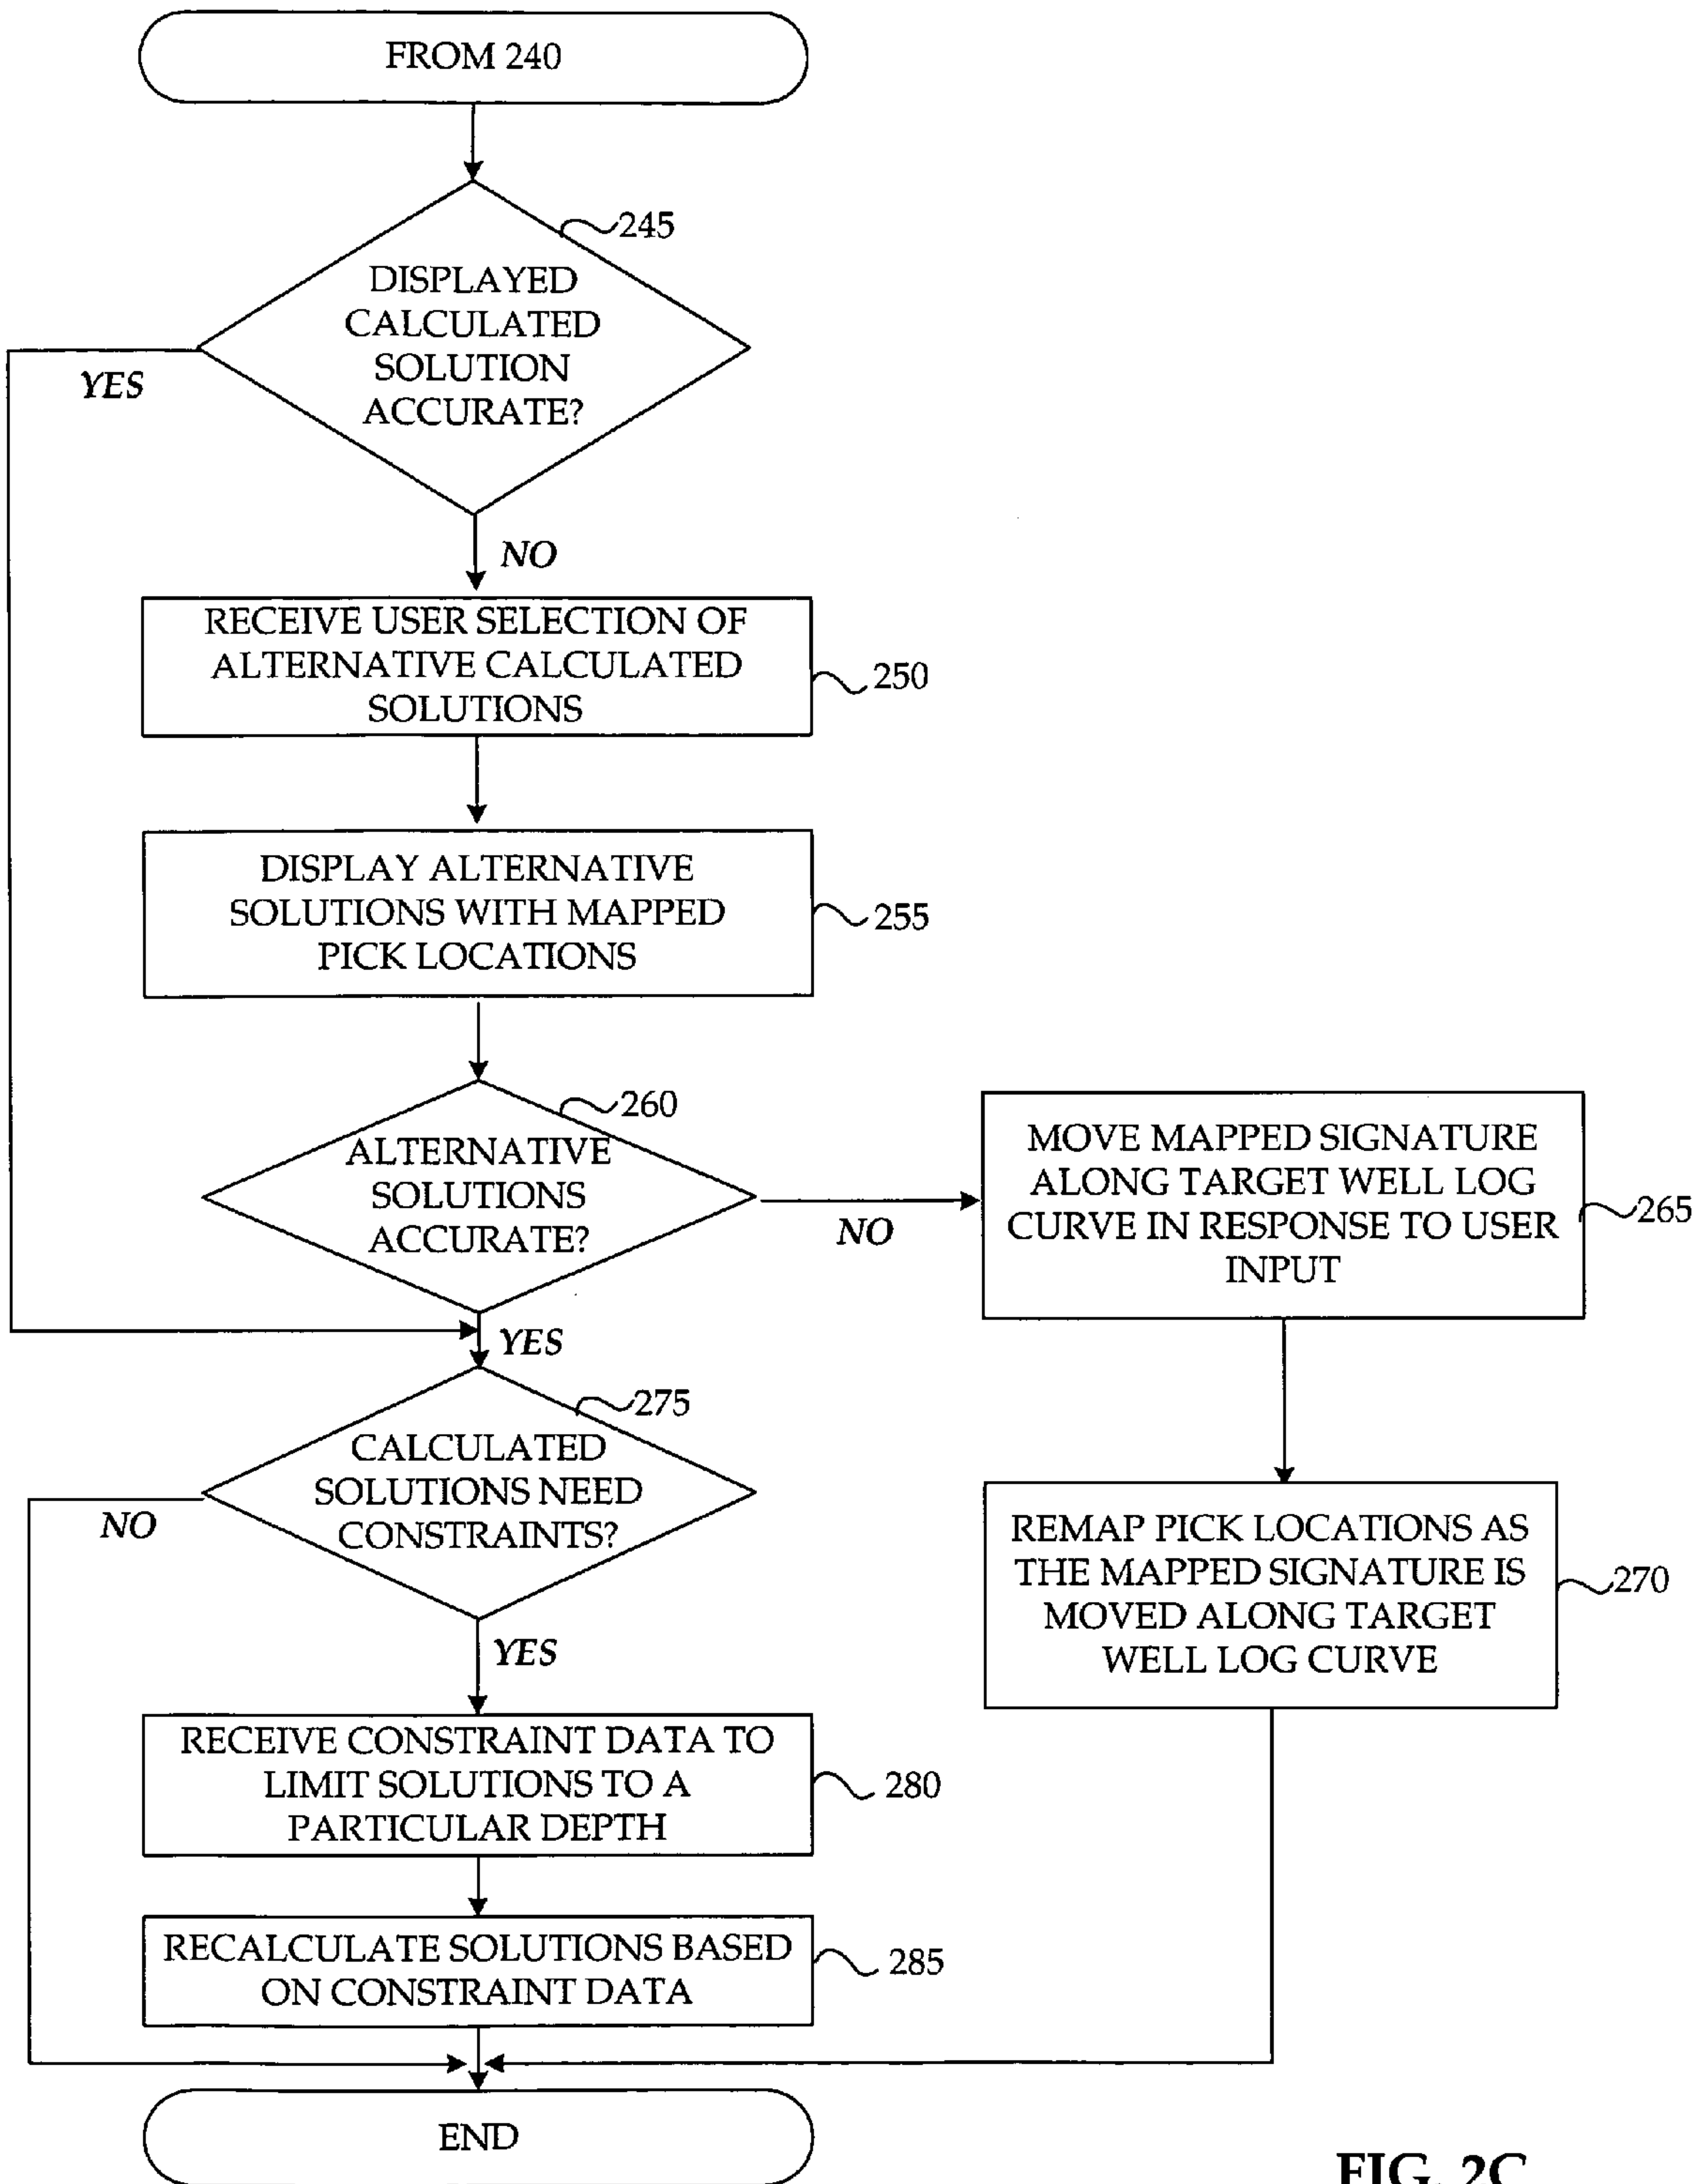 FROM 240
245
DISPLAYED
CALCULATED
SOLUTION
ACCURATE?
YES
NO
RECEIVE USER SELECTION OF
ALTERNATIVE CALCULATED
SOLUTIONS
250
DISPLAY ALTERNATIVE
SOLUTIONS WITH MAPPED
PICK LOCATIONS
255
260
ALTERNATIVE
SOLUTIONS
ACCURATE?
NO
MOVE MAPPED SIGNATURE
ALONG TARGET WELL LOG
CURVE IN RESPONSE TO USER
INPUT
265
YES
275
CALCULATED
SOLUTIONS NEED
CONSTRAINTS?
NO
REMAP PICK LOCATIONS AS
THE MAPPED SIGNATURE IS
MOVED ALONG TARGET
WELL LOG CURVE
270
YES
RECEIVE CONSTRAINT DATA TO
LIMIT SOLUTIONS TO A
PARTICULAR DEPTH
280
RECALCULATE SOLUTIONS BASED
ON CONSTRAINT DATA
285
END
FIG. 2C